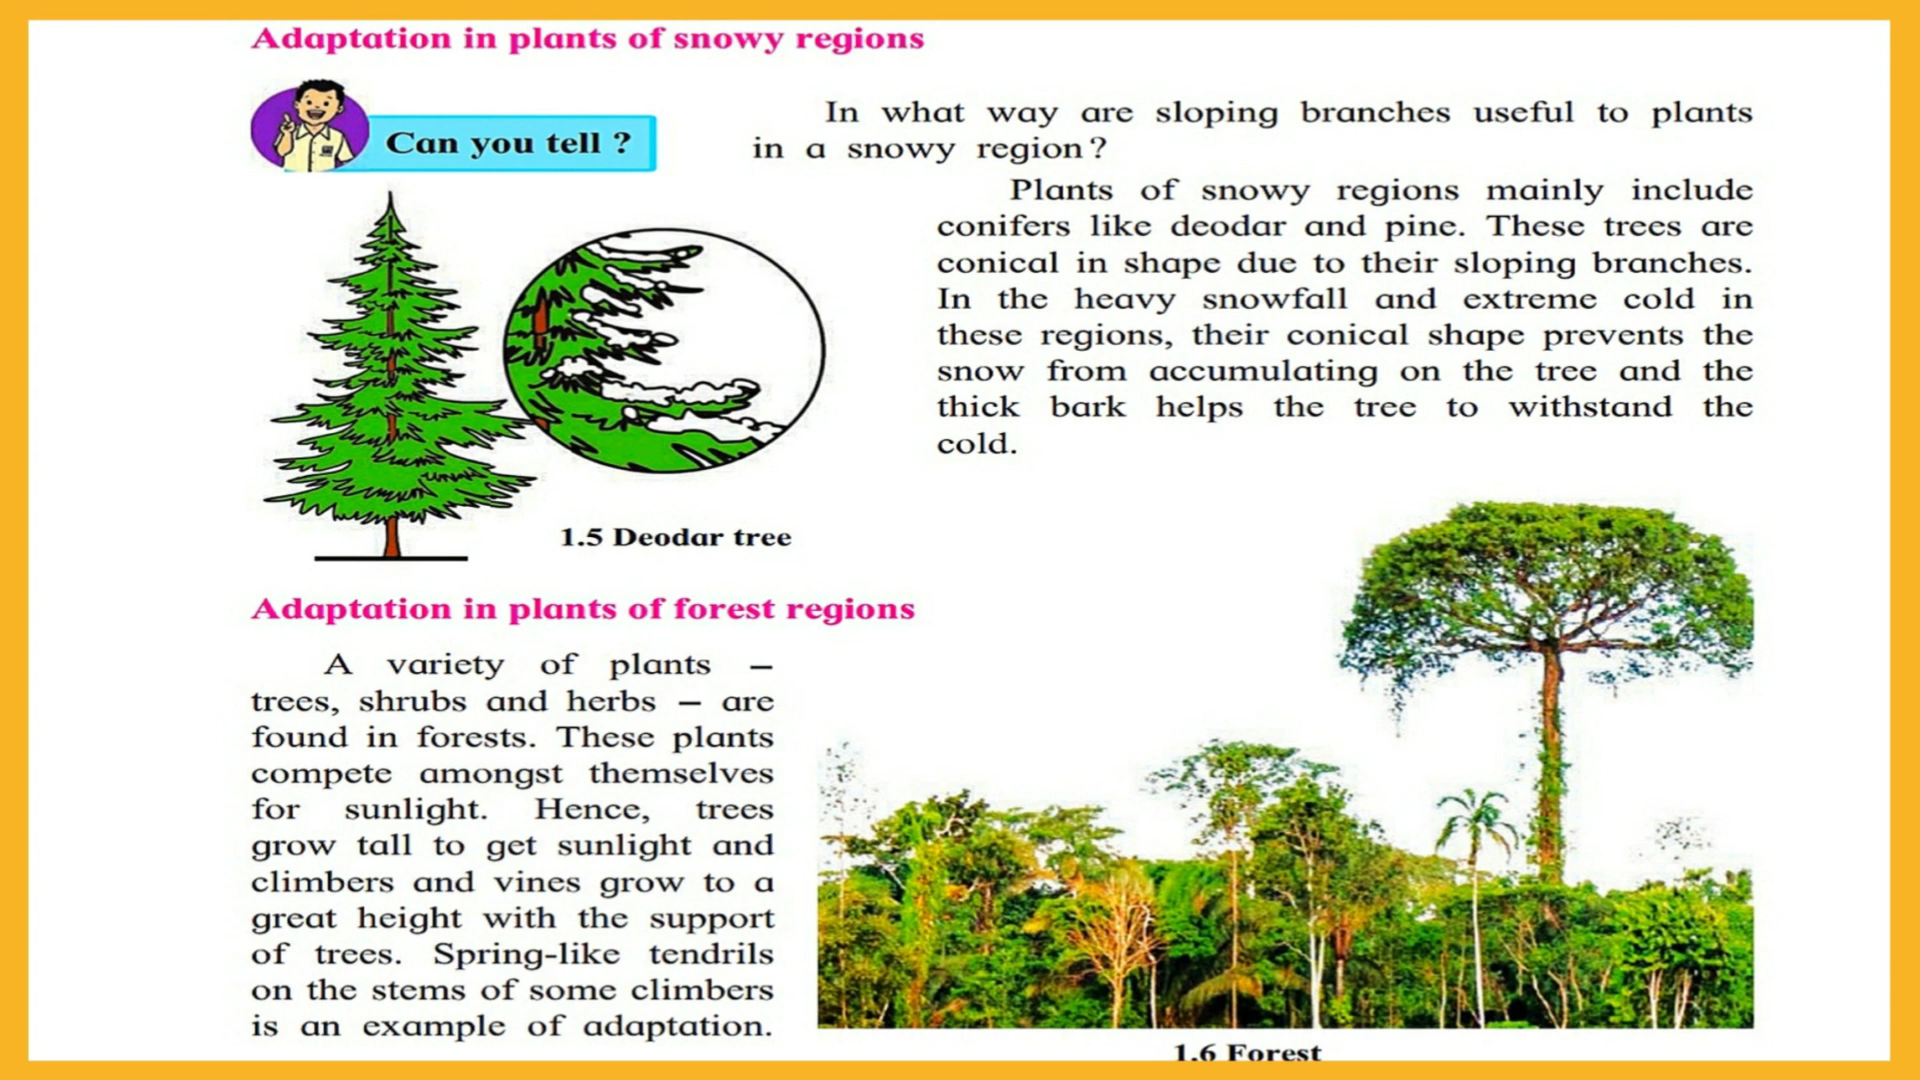 Adaptation in plants of snowy regions
Can you tell ?
In what way are sloping branches useful to plants
in a snowy region?
Plants of snowy regions mainly include
conifers like deodar and pine. These trees are
conical in shape due to their sloping branches.
In the heavy snowfall and extreme cold in
these regions, their conical shape prevents the
snow from accumulating on the tree and the
thick bark helps the tree to withstand the
cold.
1.5 Deodar tree
Adaptation in plants of forest regions
A variety of plants –
trees, shrubs and herbs – are
found in forests. These plants
compete amongst themselves
for sunlight. Hence, trees
grow tall to get sunlight and
climbers and vines grow to a
great height with the support
of trees. Spring-like tendrils
on the stems of some climbers
is an example of adaptation.
1.6 Forest